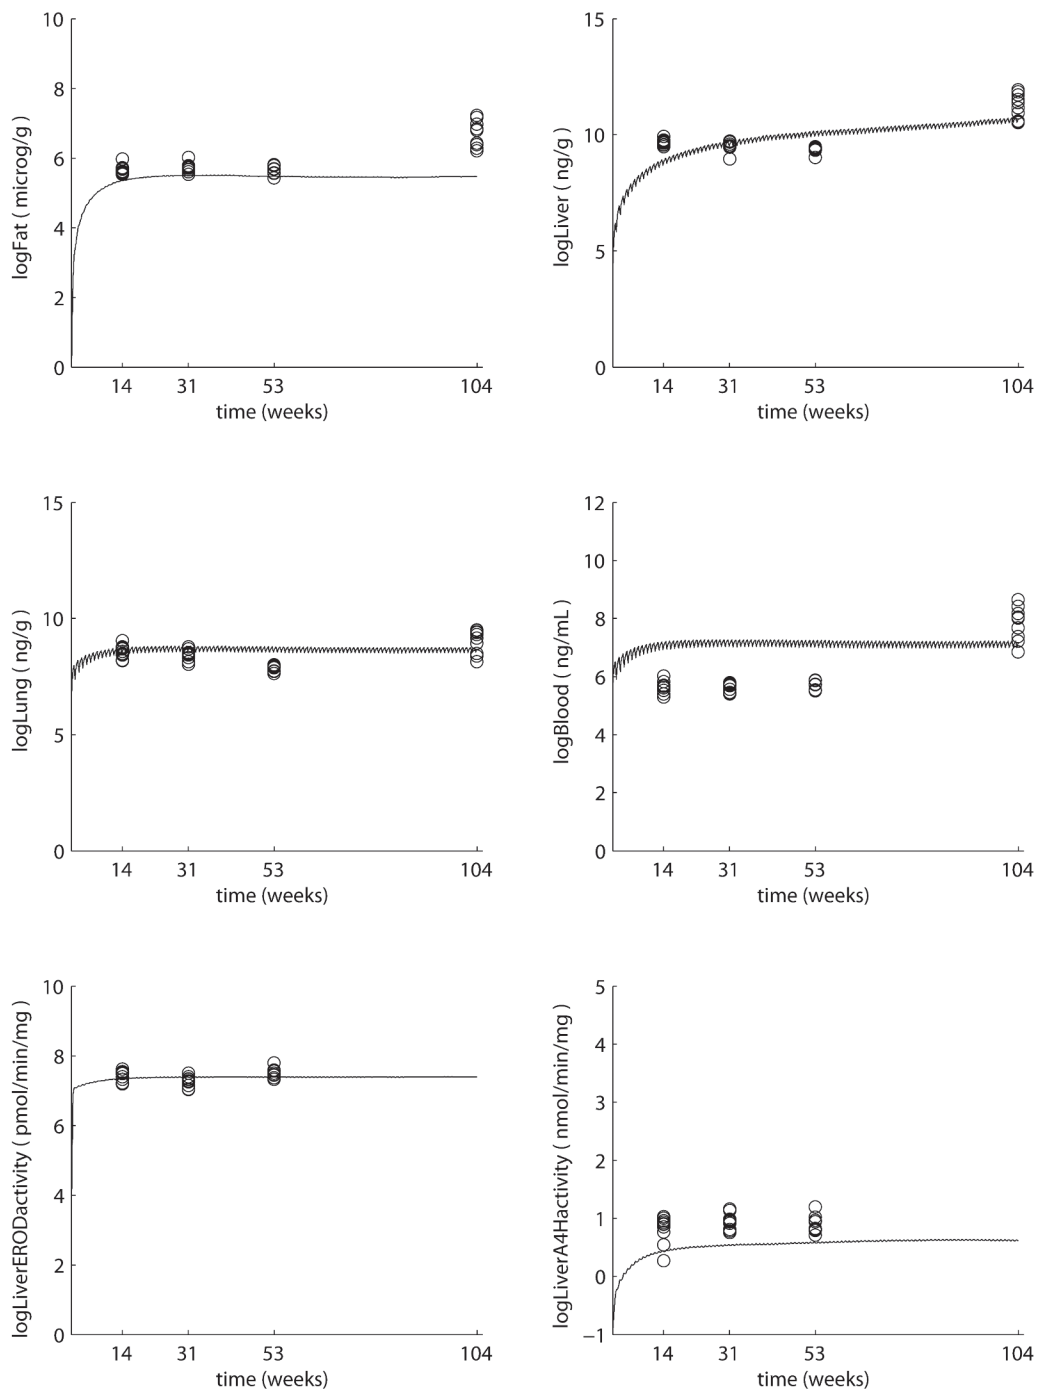 logFat ( microg/g )
10
8
6
4
2
0
14 31 53 104
time (weeks)
logLiver ( ng/g )
15
10
5
0
14 31 53 104
time (weeks)
logLung ( ng/g )
15
10
5
0
14 31 53 104
time (weeks)
logBlood ( ng/mL )
12
10
8
6
4
2
0
14 31 53 104
time (weeks)
logLiverERODactivity ( pmol/min/mg )
10
8
6
4
2
0
14 31 53 104
time (weeks)
logLiverA4Hactivity ( nmol/min/mg )
5
4
3
2
1
0
−1
14 31 53 104
time (weeks)